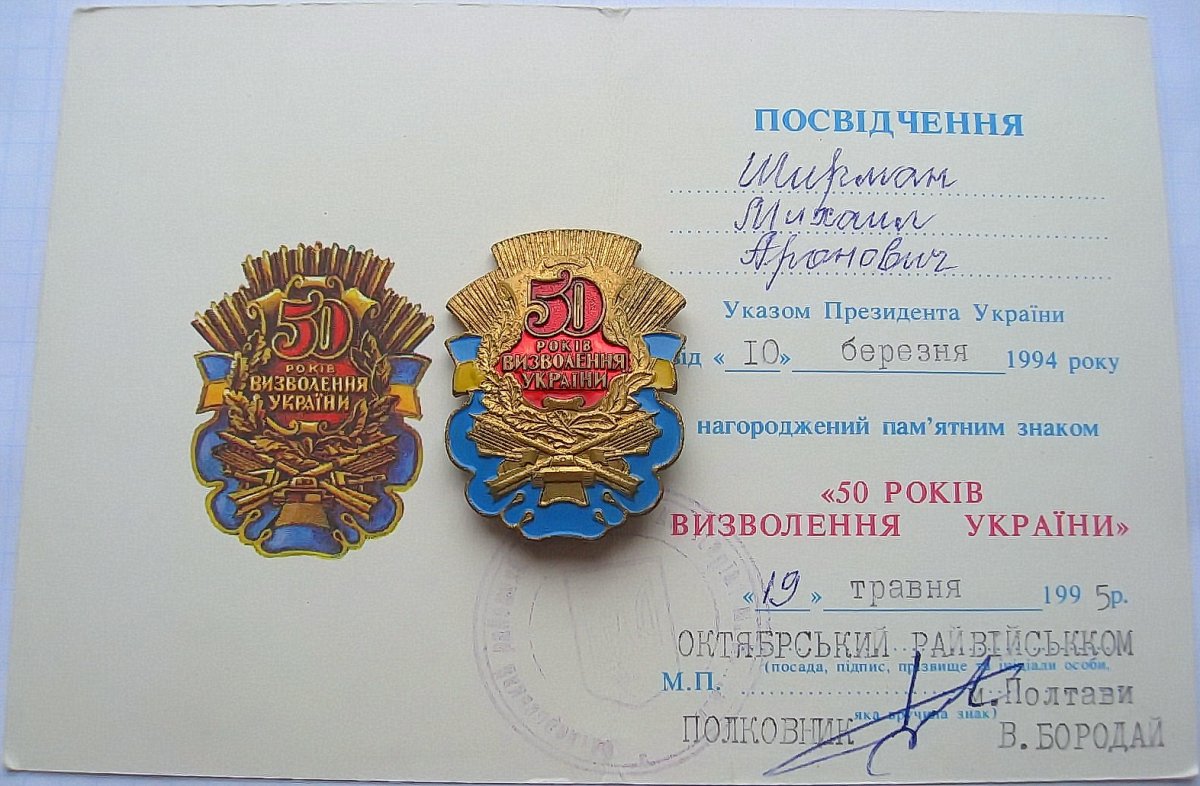 50
РОКІВ
ВИЗВОЛЕННЯ
УКРАЇНИ
50
РОКІВ
ВИЗВОЛЕННЯ
УКРАЇНИ
ПОСВІДЧЕННЯ
Ширман
Михаил
Аронович
Указом Президента України
від «IO» березня 1994 року
нагороджений пам'ятним знаком
«50 РОКІВ
ВИЗВОЛЕННЯ УКРАЇНИ»
«19» травня 1995р.
ОКТЯБРСЬКИЙ РАЙВІЙСЬККОМ
(посада, підпис, прізвище та ініціали особи,
М.П. м.Полтави
яка вручила знак)
ПОЛКОВНИК В.БОРОДАЙ